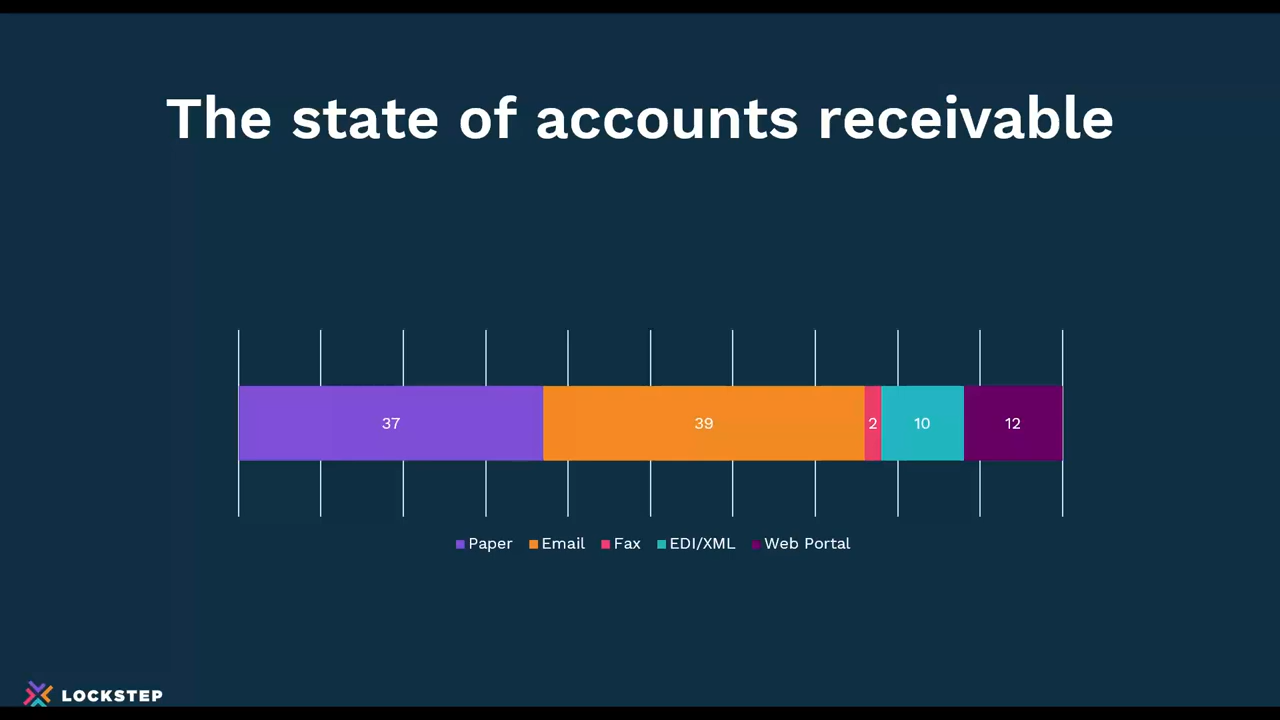 The state of accounts receivable
37 39 2 10 12
Paper Email Fax EDI/XML Web Portal
LOCKSTEP